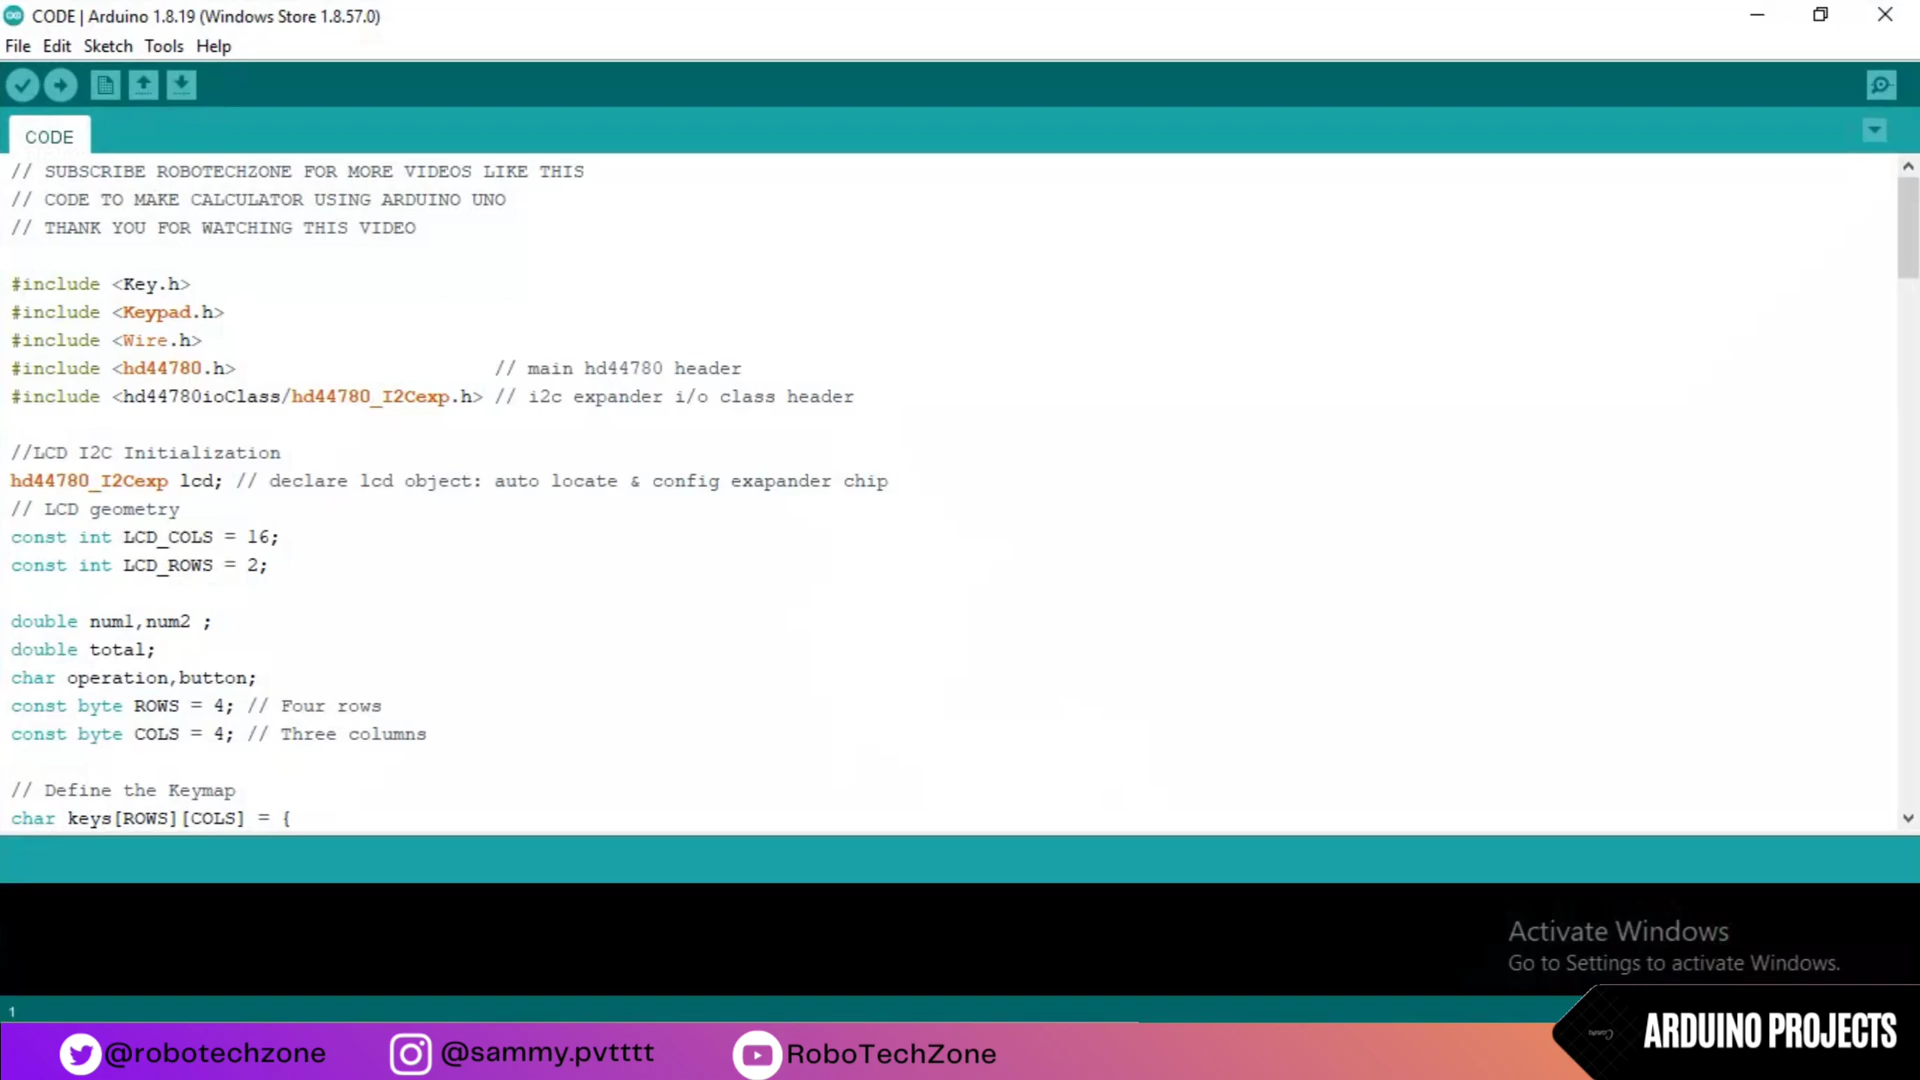 CODE | Arduino 1.8.19 (Windows Store 1.8.57.0)
File Edit Sketch Tools Help
CODE
// SUBSCRIBE ROBOTECHZONE FOR MORE VIDEOS LIKE THIS
// CODE TO MAKE CALCULATOR USING ARDUINO UNO
// THANK YOU FOR WATCHING THIS VIDEO
#include <Key.h>
#include <Keypad.h>
#include <Wire.h>
#include <hd44780.h> // main hd44780 header
#include <hd44780ioClass/hd44780_I2Cexp.h> // i2c expander i/o class header
//LCD I2C Initialization
hd44780_I2Cexp lcd; // declare lcd object: auto locate & config exapander chip
// LCD geometry
const int LCD_COLS = 16;
const int LCD_ROWS = 2;
double num1,num2 ;
double total;
char operation,button;
const byte ROWS = 4; // Four rows
const byte COLS = 4; // Three columns
// Define the Keymap
char keys[ROWS][COLS] = {
Activate Windows
Go to Settings to activate Windows.
1
@robotechzone @sammy.pvtttt RoboTechZone
ARDUINO PROJECTS